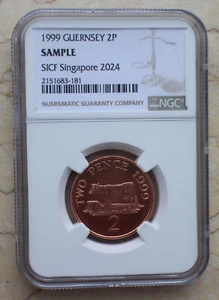 1999 GUERNSEY 2P
SAMPLE
SICF Singapore 2024
2151683-181
NUMISMATIC GUARANTY COMPANY
NGC
TWO PENCE 1999
2